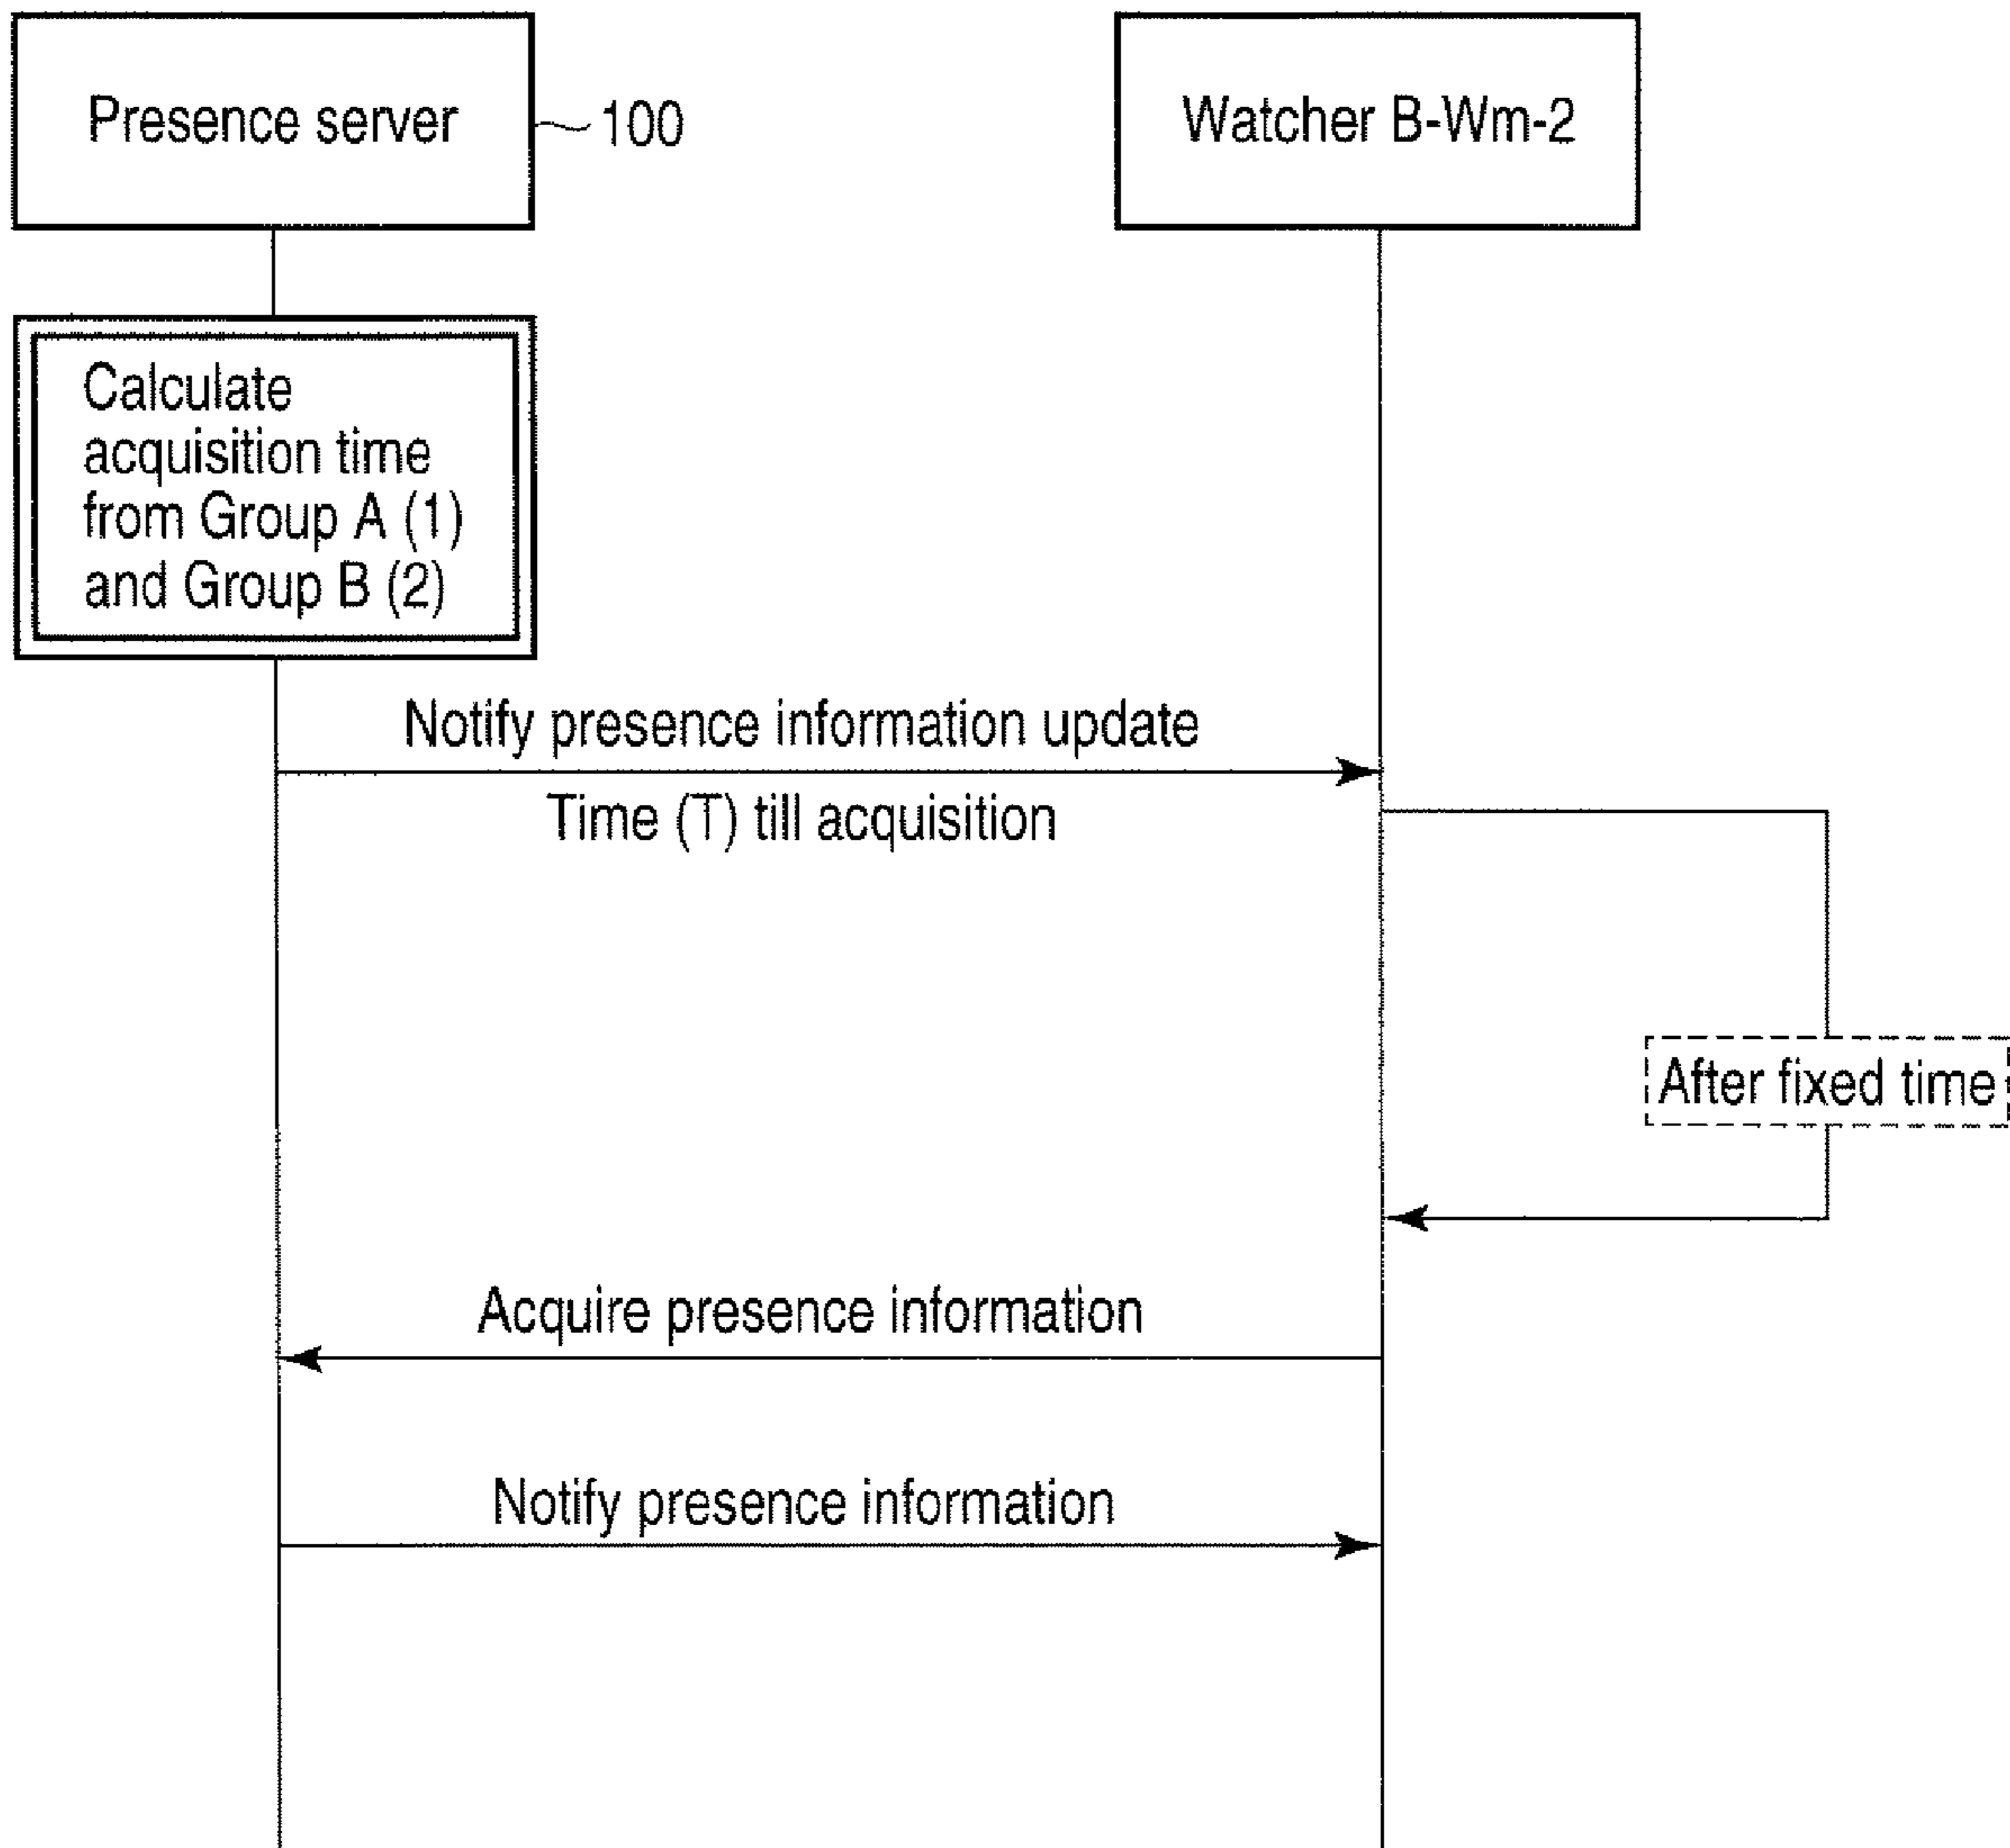 Presence server
100
Watcher B-Wm-2
Calculate
acquisition time
from Group A (1)
and Group B (2)
Notify presence information update
Time (T) till acquisition
After fixed time
Acquire presence information
Notify presence information